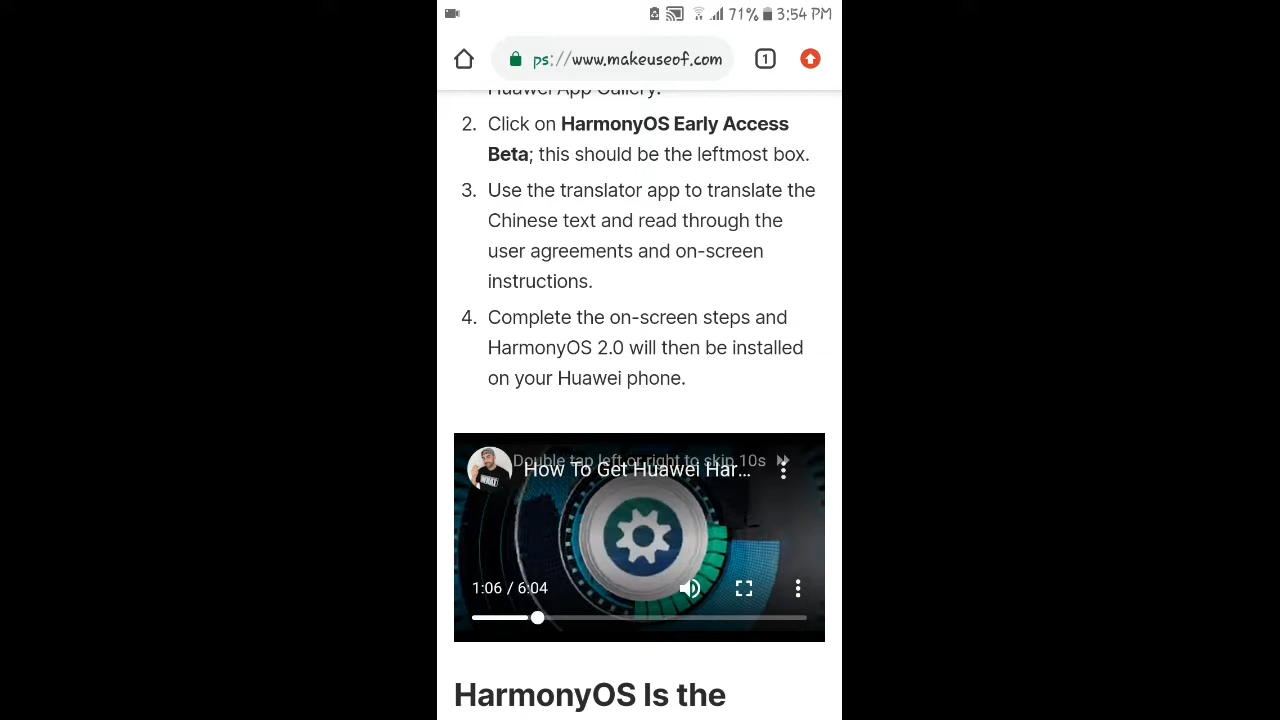 71% 3:54 PM
ps://www.makeuseof.com 1
Huawei App Gallery.
2. Click on HarmonyOS Early Access
Beta; this should be the leftmost box.
3. Use the translator app to translate the
Chinese text and read through the
user agreements and on-screen
instructions.
4. Complete the on-screen steps and
HarmonyOS 2.0 will then be installed
on your Huawei phone.
Double tap left or right to skip 10s
How To Get Huawei Har...
1:06 / 6:04
HarmonyOS Is the